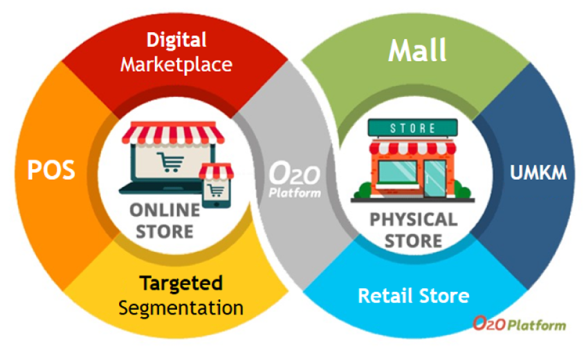 Digital
Marketplace
POS
ONLINE
STORE
Targeted
Segmentation
O2O
Platform
Mall
STORE
PHYSICAL
STORE
UMKM
Retail Store
O2O Platform